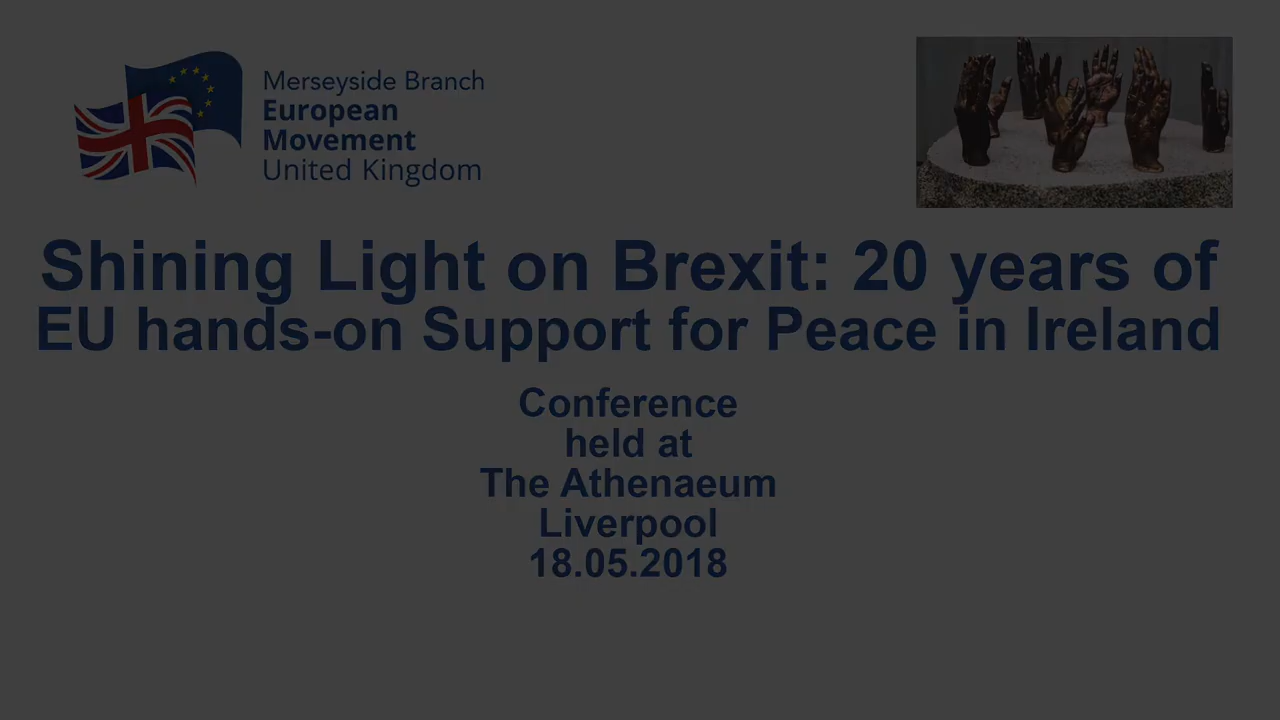 Merseyside Branch
European
Movement
United Kingdom
Shining Light on Brexit: 20 years of
EU hands-on Support for Peace in Ireland
Conference
held at
The Athenaeum
Liverpool
18.05.2018